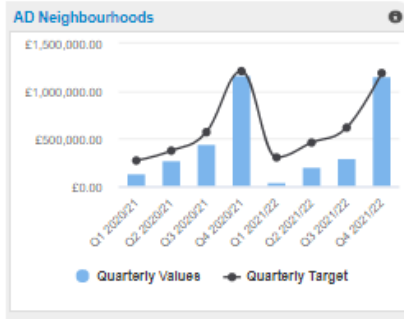 AD Neighbourhoods
£1,500,000.00
£1,000,000.00
£500,000.00
£0.00
Q1 2020/21
Q2 2020/21
Q3 2020/21
Q4 2020/21
Q1 2021/22
Q2 2021/22
Q3 2021/22
Q4 2021/22
Quarterly Values
Quarterly Target